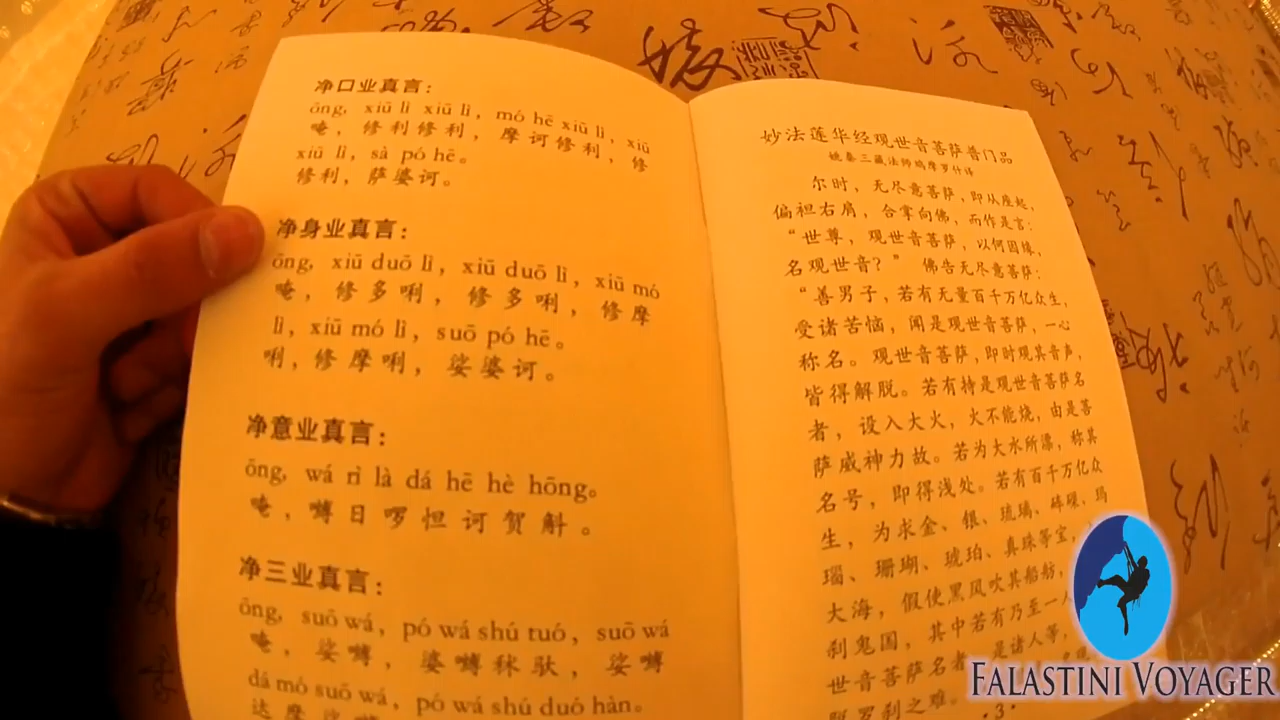 净口业真言：
ōng, xiū lì xiū lì, mó hē xiū lì, xiū
唵，修利修利，摩诃修利，修
xiū lì, sà pó hē。
修利，萨婆诃。
净身业真言：
ōng, xiū duō lì, xiū duō lì, xiū mó
唵，修多唎，修多唎，修摩
lì, xiū mó lì, suō pó hē。
唎，修摩唎，娑婆诃。
净意业真言：
ōng, wá rì là dá hē hè hōng。
唵，嚩日啰怛诃贺斛。
净三业真言：
ōng, suō wá, pó wá shú tuó, suō wá
唵，娑嚩，婆嚩秫驮，娑嚩
dá mó suō wá, pó wá shú duó hàn。
达摩娑嚩
妙法莲华经观世音菩萨普门品
姚秦三藏法师鸠摩罗什译
尔时，无尽意菩萨，即从座起，
偏袒右肩，合掌向佛，而作是言：
“世尊，观世音菩萨，以何因缘，
名观世音？” 佛告无尽意菩萨：
“善男子，若有无量百千万亿众生，
受诸苦恼，闻是观世音菩萨，一心
称名。观世音菩萨，即时观其音声，
皆得解脱。若有持是观世音菩萨名
者，设入大火，火不能烧，由是菩
萨威神力故。若为大水所漂，称其
名号，即得浅处。若有百千万亿众
生，为求金、银、琉璃、砗磲、玛
瑙、珊瑚、琥珀、真珠等宝，
大海，假使黑风吹其船舫，
刹鬼国，其中若有乃至一人
世音菩萨名者，是诸人等，
脱罗刹之难。
·3·
FALASTINI VOYAGER